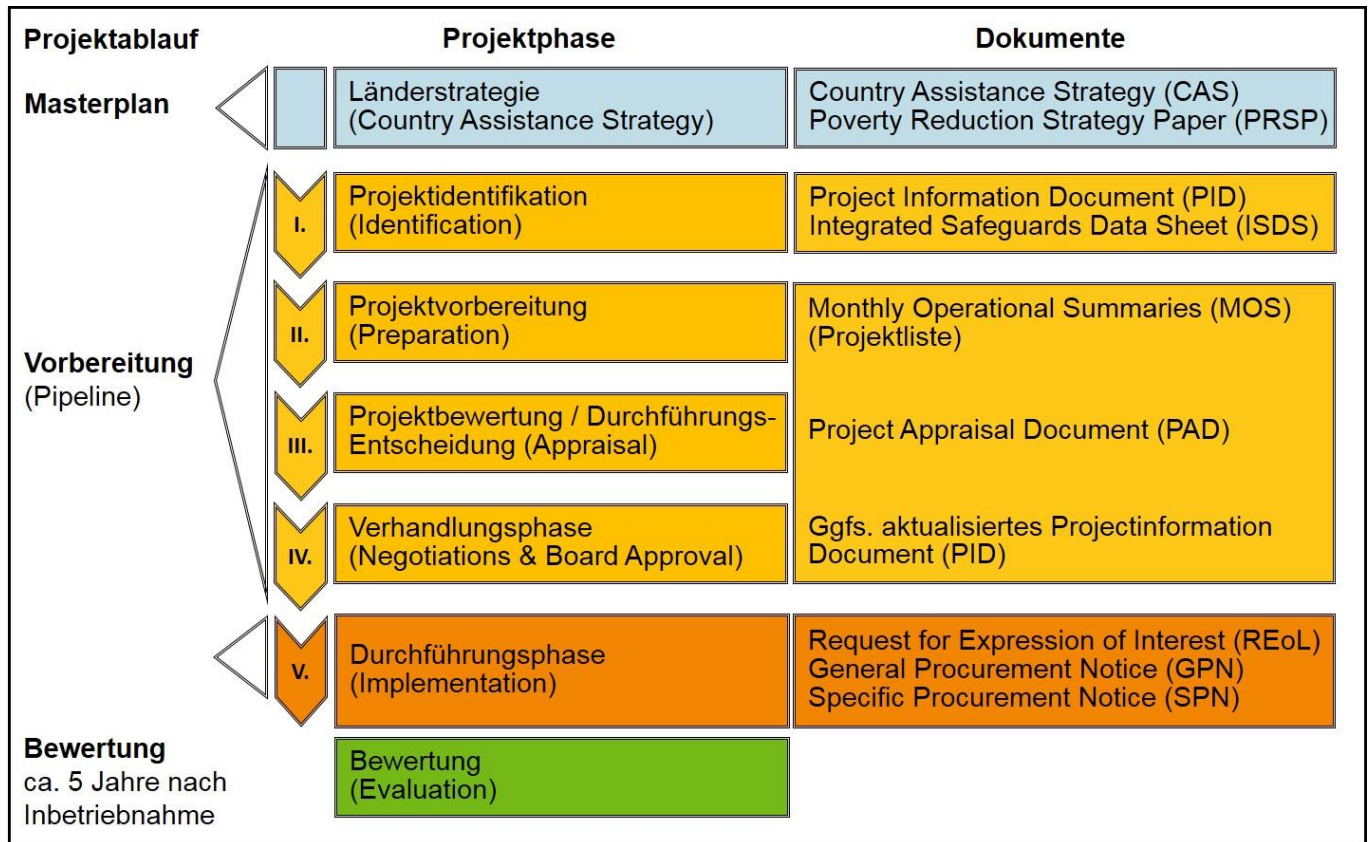 Projektablauf
Projektphase
Dokumente
Masterplan
Länderstrategie
(Country Assistance Strategy)
Country Assistance Strategy (CAS)
Poverty Reduction Strategy Paper (PRSP)
Vorbereitung
(Pipeline)
I.
Projektidentifikation
(Identification)
Project Information Document (PID)
Integrated Safeguards Data Sheet (ISDS)
II.
Projektvorbereitung
(Preparation)
Monthly Operational Summaries (MOS)
(Projektliste)
III.
Projektbewertung / Durchführungs-
Entscheidung (Appraisal)
Project Appraisal Document (PAD)
IV.
Verhandlungsphase
(Negotiations & Board Approval)
Ggfs. aktualisiertes Projectinformation
Document (PID)
V.
Durchführungsphase
(Implementation)
Request for Expression of Interest (REoL)
General Procurement Notice (GPN)
Specific Procurement Notice (SPN)
Bewertung
ca. 5 Jahre nach
Inbetriebnahme
Bewertung
(Evaluation)